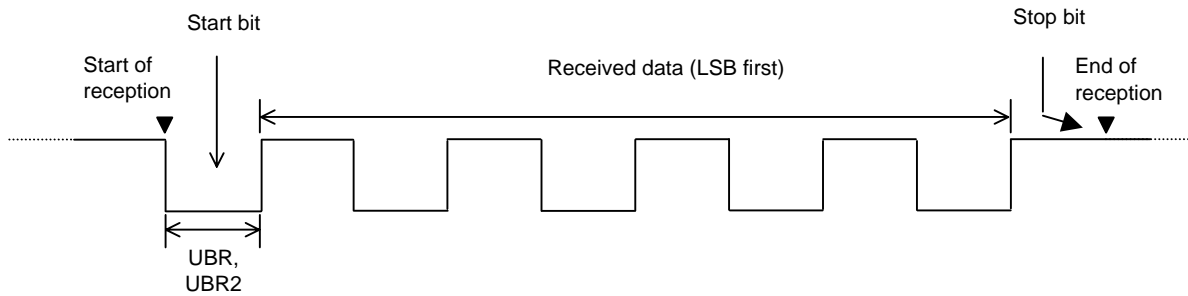 Start bit
Stop bit
Start of
reception
Received data (LSB first)
End of
reception
UBR,
UBR2